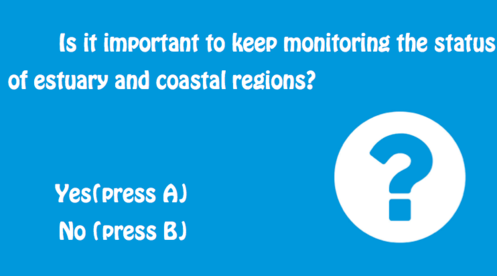 Is it important to keep monitoring the status
of estuary and coastal regions?
Yes(press A)
No (press B)
?